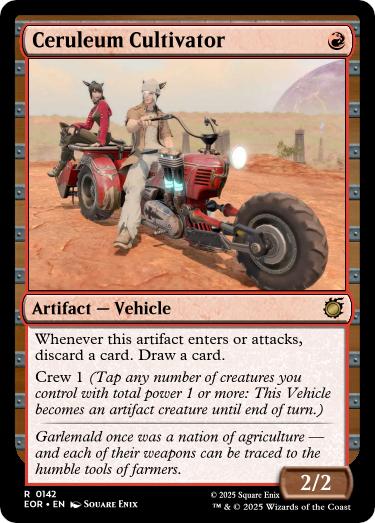 Ceruleum Cultivator
Artifact — Vehicle
Whenever this artifact enters or attacks,
discard a card. Draw a card.
Crew 1 (Tap any number of creatures you
control with total power 1 or more: This Vehicle
becomes an artifact creature until end of turn.)
Garlemald once was a nation of agriculture —
and each of their weapons can be traced to the
humble tools of farmers.
2/2
R 0142
EOR • EN SQUARE ENIX
© 2025 Square Enix
™ & © 2025 Wizards of the Coast